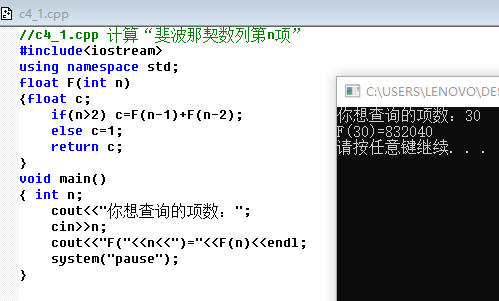 c4_1.cpp
//c4_1.cpp 计算“斐波那契数列第n项”
#include<iostream>
using namespace std;
float F(int n)
{float c;
if(n>2) c=F(n-1)+F(n-2);
else c=1;
return c;
}
void main()
{ int n;
cout<<"你想查询的项数：";
cin>>n;
cout<<"F("<<n<<")="<<F(n)<<endl;
system("pause");
}
C:\USERS\LENOVO\DES
你想查询的项数：30
F(30)=832040
请按任意键继续. . .